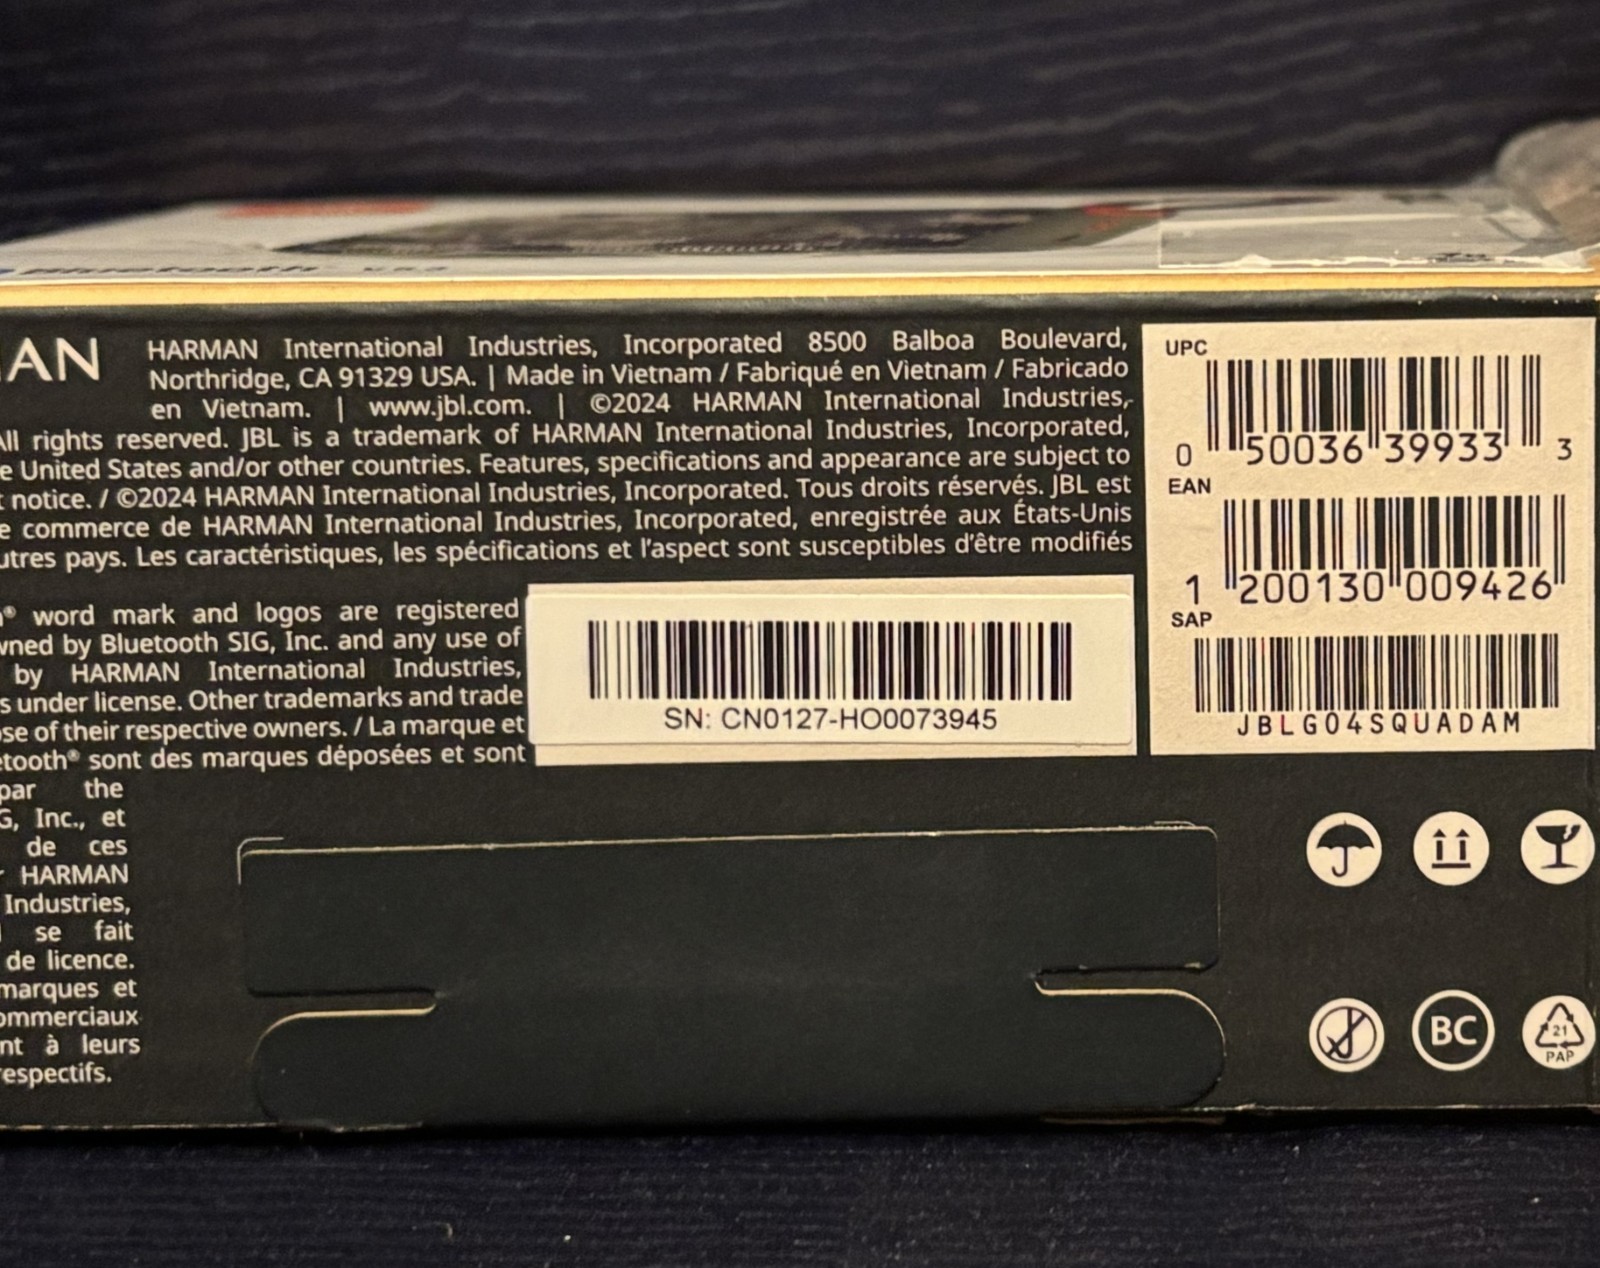 Bluetooth
AN
HARMAN International Industries, Incorporated 8500 Balboa Boulevard,
Northridge, CA 91329 USA. | Made in Vietnam / Fabriqué en Vietnam / Fabricado
en Vietnam. | www.jbl.com. | ©2024 HARMAN International Industries,
All rights reserved. JBL is a trademark of HARMAN International Industries, Incorporated,
e United States and/or other countries. Features, specifications and appearance are subject to
t notice. / ©2024 HARMAN International Industries, Incorporated. Tous droits réservés. JBL est
e commerce de HARMAN International Industries, Incorporated, enregistrée aux États-Unis
utres pays. Les caractéristiques, les spécifications et l'aspect sont susceptibles d'être modifiés
® word mark and logos are registered
wned by Bluetooth SIG, Inc. and any use of
by HARMAN International Industries,
s under license. Other trademarks and trade
ose of their respective owners. / La marque et
etooth® sont des marques déposées et sont
par the
G, Inc., et
de ces
r HARMAN
Industries,
se fait
de licence.
marques et
ommerciaux
nt à leurs
respectifs.
SN: CN0127-HO0073945
UPC
0 50036 39933 3
EAN
1 200130 009426
SAP
JBLGO4SQUADAM
BC
21
PAP